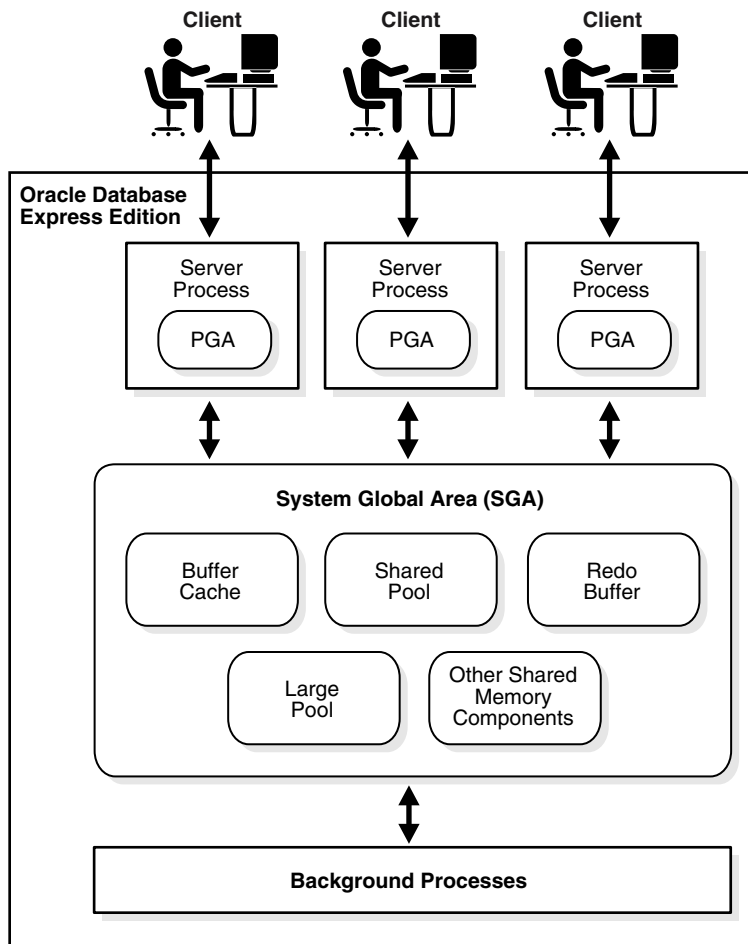 Client
Client
Client
Oracle Database
Express Edition
Server
Process
PGA
Server
Process
PGA
Server
Process
PGA
System Global Area (SGA)
Buffer
Cache
Shared
Pool
Redo
Buffer
Large
Pool
Other Shared
Memory
Components
Background Processes